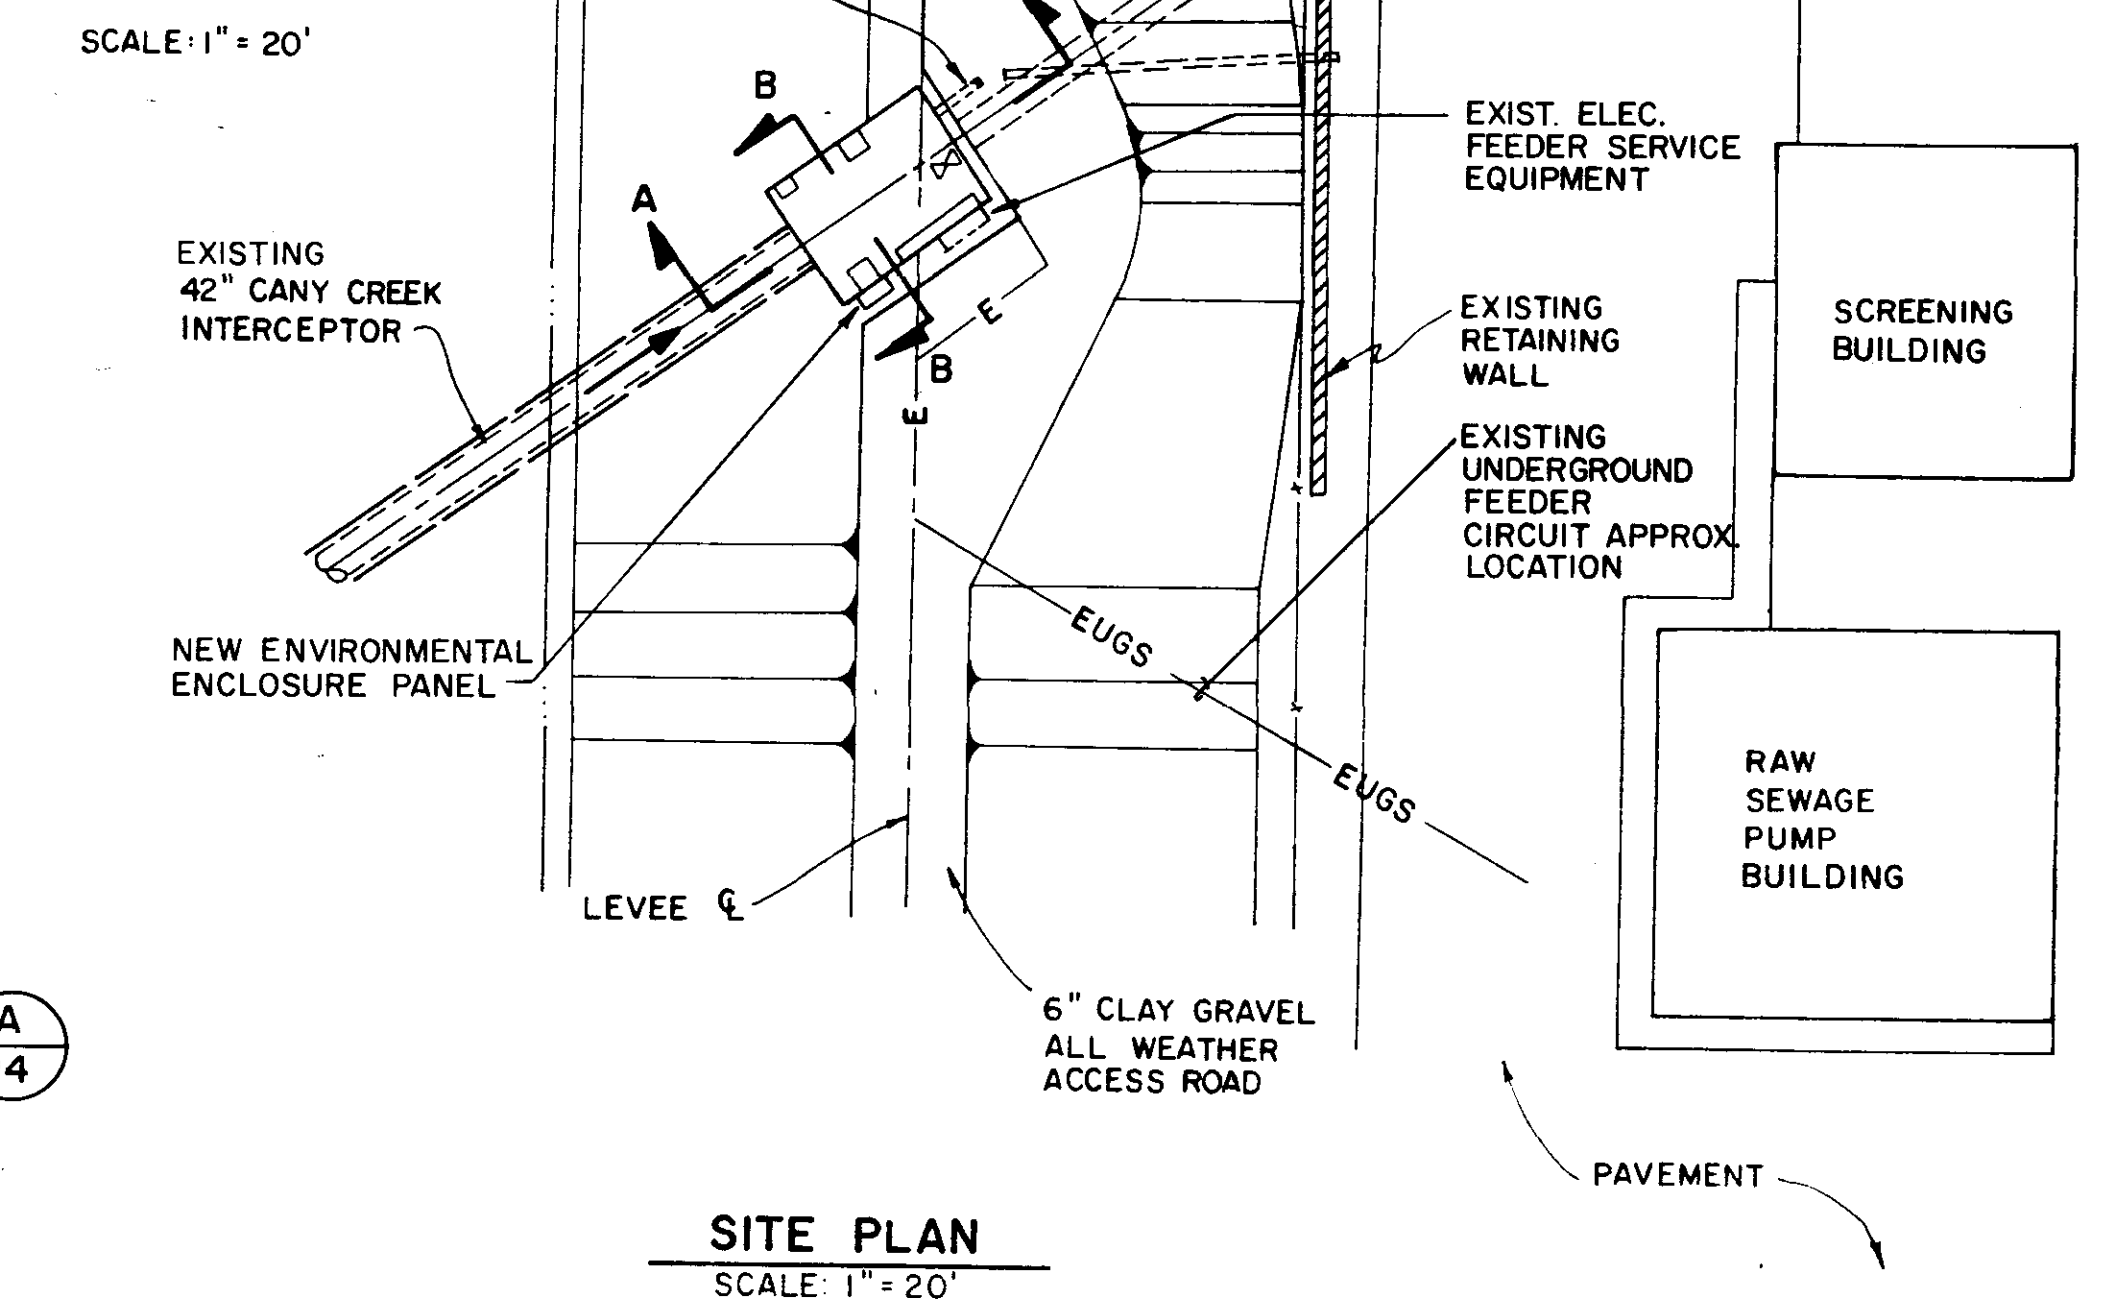 SCALE: 1" = 20'
B
EXIST. ELEC.
FEEDER SERVICE
EQUIPMENT
A
EXISTING
42" CANY CREEK
INTERCEPTOR
E
EXISTING
RETAINING
WALL
SCREENING
BUILDING
B
E
EXISTING
UNDERGROUND
FEEDER
CIRCUIT APPROX.
LOCATION
EUGS
NEW ENVIRONMENTAL
ENCLOSURE PANEL
EUGS
RAW
SEWAGE
PUMP
BUILDING
LEVEE ℄
6" CLAY GRAVEL
ALL WEATHER
ACCESS ROAD
A
4
PAVEMENT
SITE PLAN
SCALE: 1" = 20'